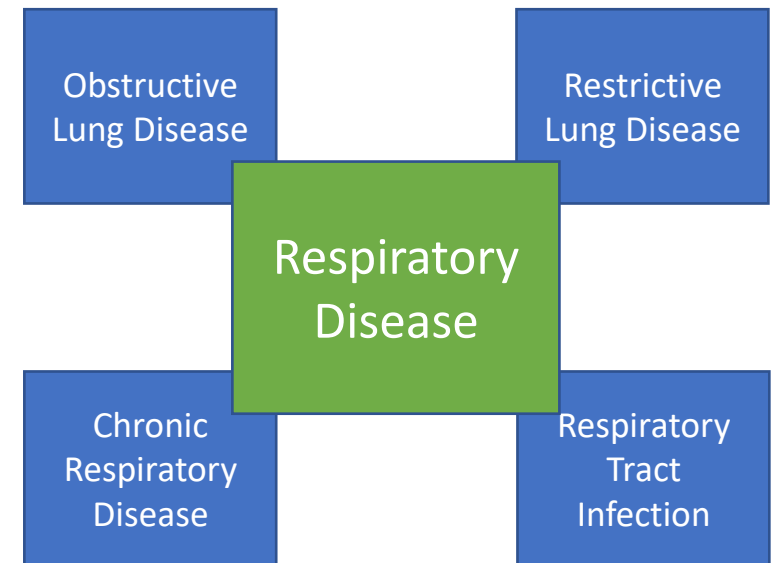 Obstructive
Lung Disease
Restrictive
Lung Disease
Respiratory
Disease
Chronic
Respiratory
Disease
Respiratory
Tract
Infection